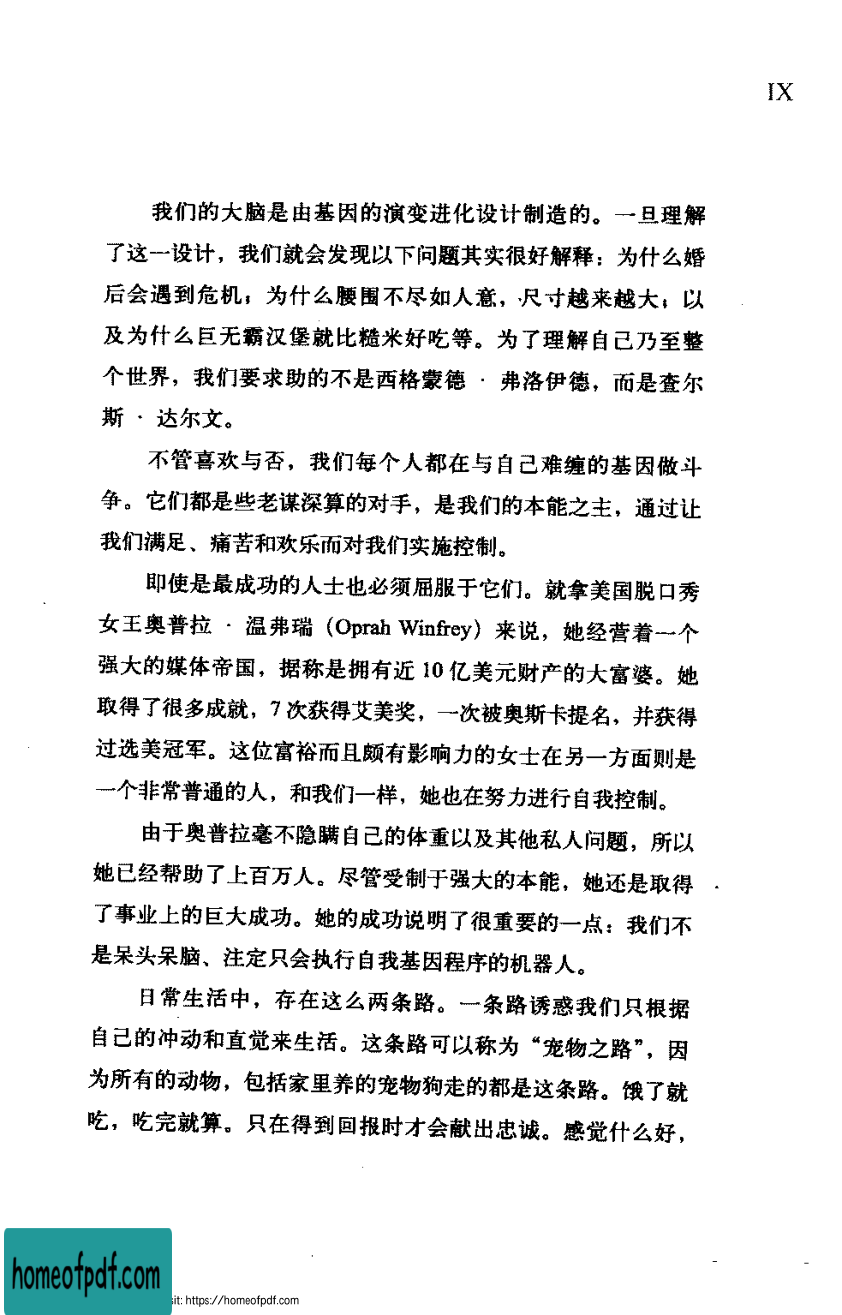 IX
我们的大脑是由基因的演变进化设计制造的。一旦理解
了这一设计，我们就会发现以下问题其实很好解释：为什么婚
后会遇到危机；为什么腰围不尽如人意，尺寸越来越大；以
及为什么巨无霸汉堡就比糙米好吃等。为了理解自己乃至整
个世界，我们要求助的不是西格蒙德 · 弗洛伊德，而是查尔
斯 · 达尔文。
不管喜欢与否，我们每个人都在与自己难缠的基因做斗
争。它们都是些老谋深算的对手，是我们的本能之主，通过让
我们满足、痛苦和欢乐而对我们实施控制。
即使是最成功的人士也必须屈服于它们。就拿美国脱口秀
女王奥普拉 · 温弗瑞（Oprah Winfrey）来说，她经营着一个
强大的媒体帝国，据称是拥有近 10 亿美元财产的大富婆。她
取得了很多成就，7 次获得艾美奖，一次被奥斯卡提名，并获得
过选美冠军。这位富裕而且颇有影响力的女士在另一方面则是
一个非常普通的人，和我们一样，她也在努力进行自我控制。
由于奥普拉毫不隐瞒自己的体重以及其他私人问题，所以
她已经帮助了上百万人。尽管受制于强大的本能，她还是取得
了事业上的巨大成功。她的成功说明了很重要的一点：我们不
是呆头呆脑、注定只会执行自我基因程序的机器人。
日常生活中，存在这么两条路。一条路诱惑我们只根据
自己的冲动和直觉来生活。这条路可以称为“宠物之路”，因
为所有的动物，包括家里养的宠物狗走的都是这条路。饿了就
吃，吃完就算。只在得到回报时才会献出忠诚。感觉什么好，
homeofpdf.com
sit: https://homeofpdf.com